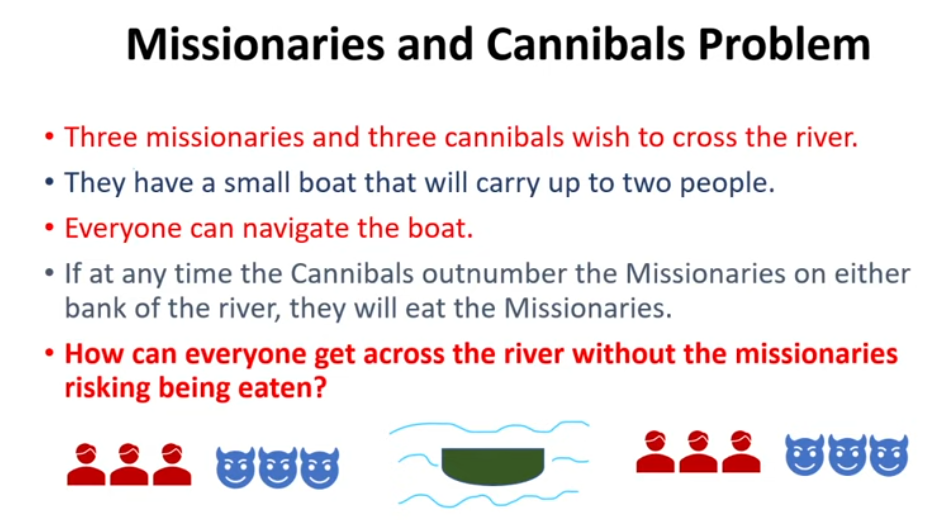 Missionaries and Cannibals Problem
• Three missionaries and three cannibals wish to cross the river.
• They have a small boat that will carry up to two people.
• Everyone can navigate the boat.
• If at any time the Cannibals outnumber the Missionaries on either
bank of the river, they will eat the Missionaries.
• How can everyone get across the river without the missionaries
risking being eaten?